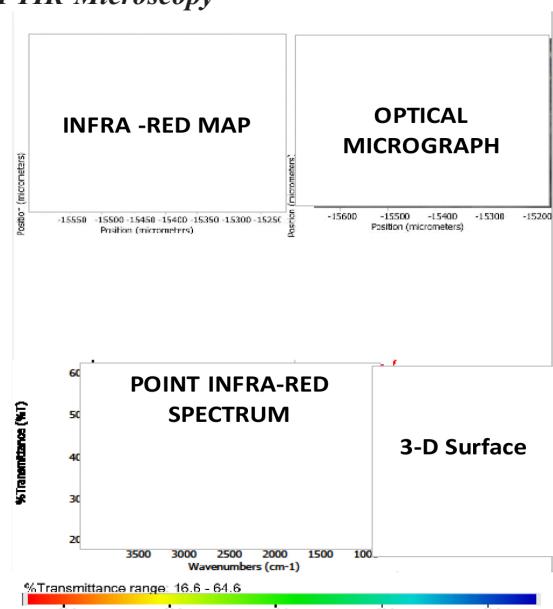 FTIR Microscopy
INFRA -RED MAP
OPTICAL
MICROGRAPH
Position (micrometers)
-15550 -15500 -15450 -15400 -15350 -15300 -15250
Position (micrometers)
Position (micrometers)
-15600 -15500 -15400 -15300 -15200
Position (micrometers)
POINT INFRA-RED
SPECTRUM
3-D Surface
%Transmittance (%T)
60
50
40
30
20
3500 3000 2500 2000 1500 1000
Wavenumbers (cm-1)
%Transmittance range: 16.6 - 64.6